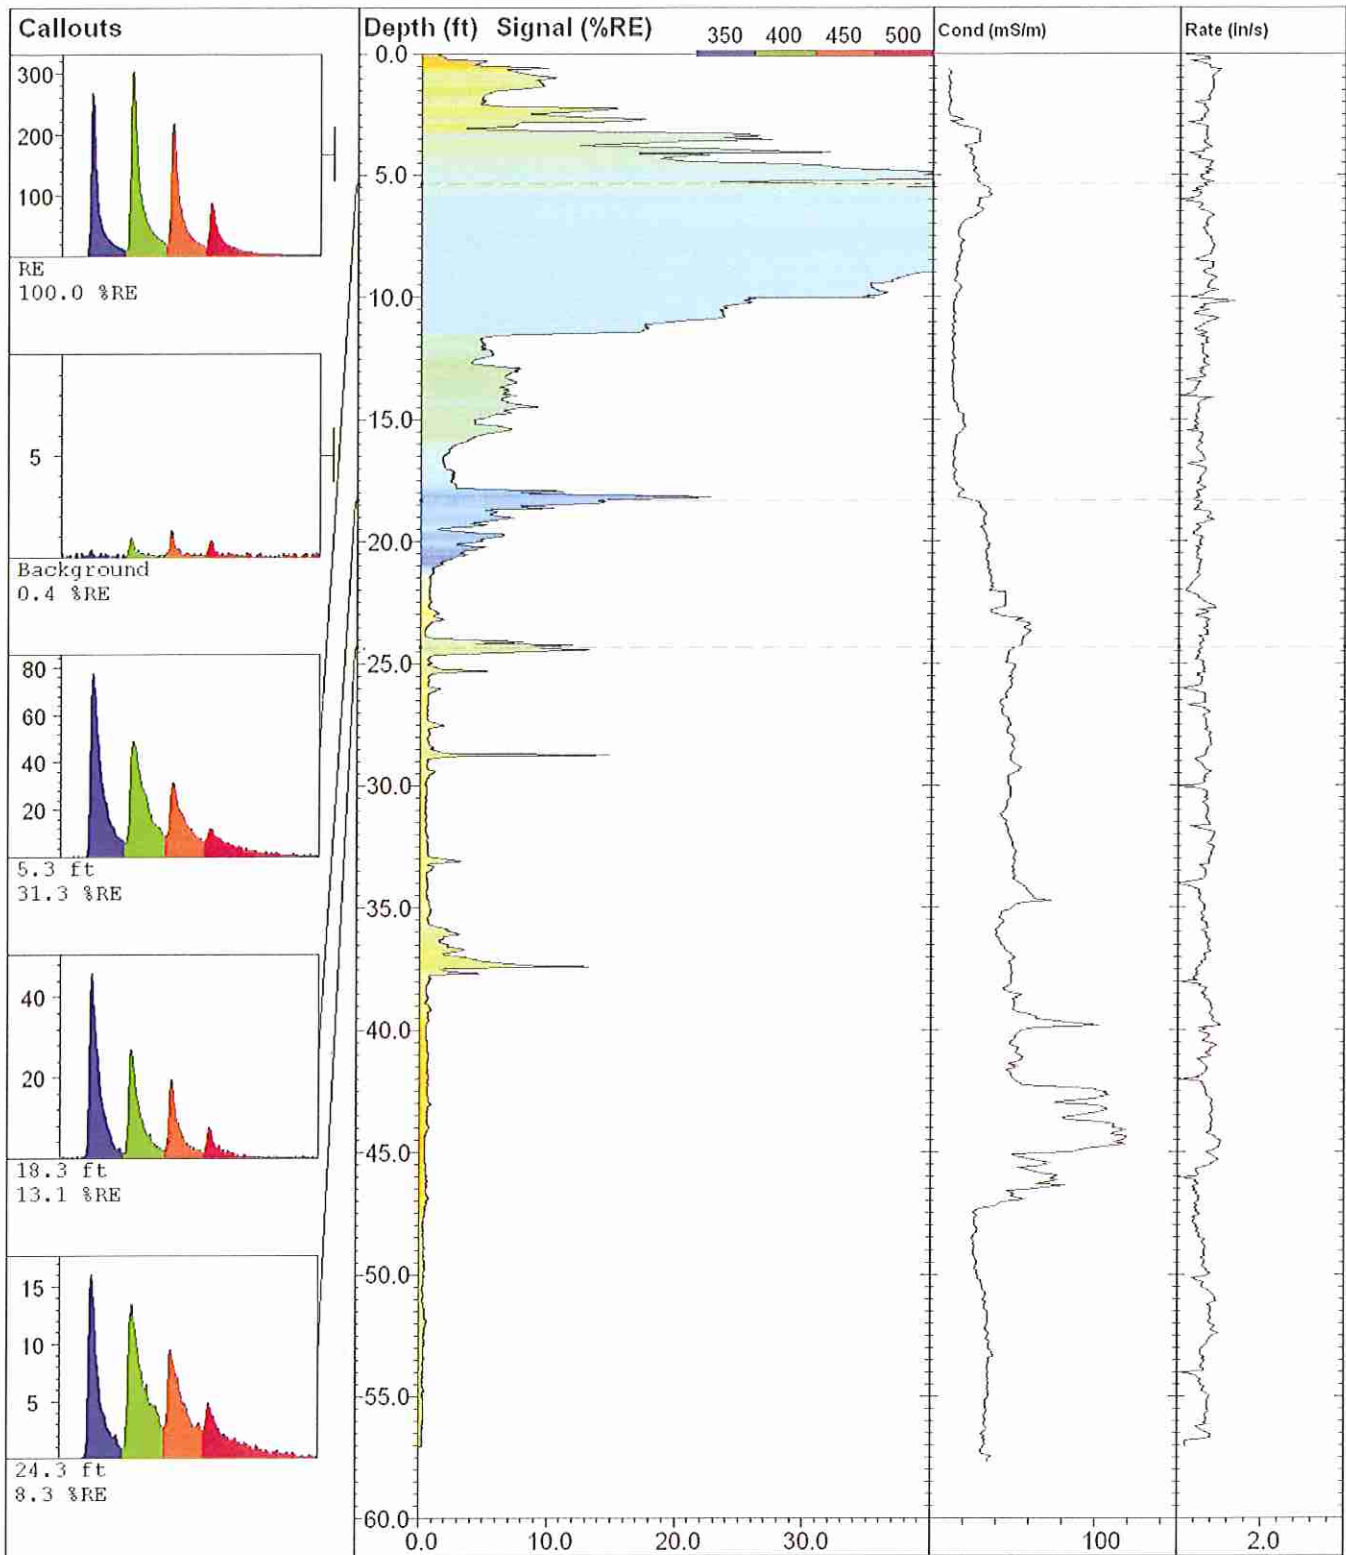 Callouts
Depth (ft) Signal (%RE)
350 400 450 500
Cond (mS/m)
Rate (in/s)
300
200
100
RE
100.0 %RE
5
Background
0.4 %RE
80
60
40
20
5.3 ft
31.3 %RE
40
20
18.3 ft
13.1 %RE
15
10
5
24.3 ft
8.3 %RE
0.0
5.0
10.0
15.0
20.0
25.0
30.0
35.0
40.0
45.0
50.0
55.0
60.0
0.0 10.0 20.0 30.0
100
2.0